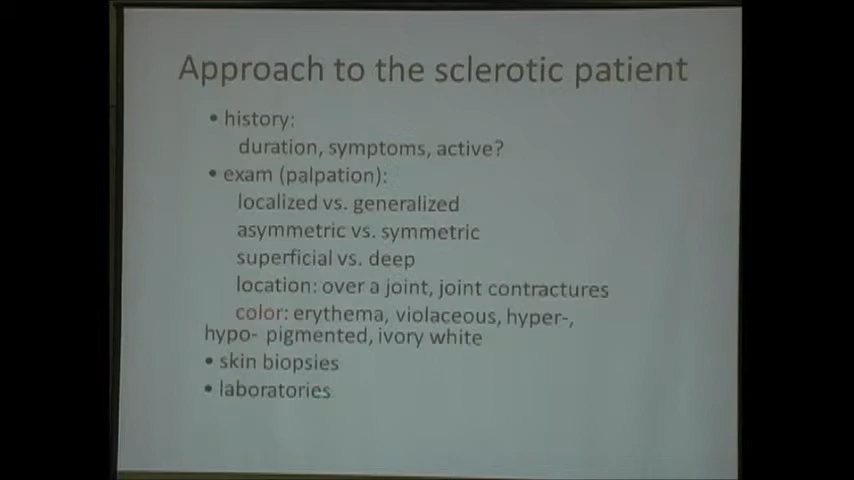 Approach to the sclerotic patient
• history:
duration, symptoms, active?
• exam (palpation):
localized vs. generalized
asymmetric vs. symmetric
superficial vs. deep
location: over a joint, joint contractures
color: erythema, violaceous, hyper-,
hypo- pigmented, ivory white
• skin biopsies
• laboratories